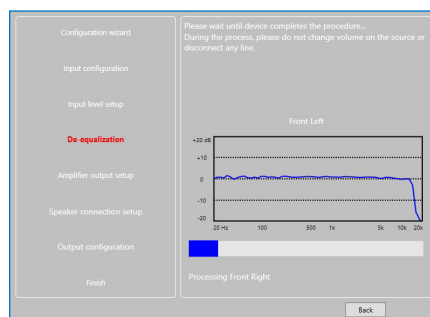 Configuration wizard
Input configuration
Input level setup
De-equalization
Amplifier output setup
Speaker connection setup
Output configuration
Finish
Please wait until device completes the procedure...
During the process, please do not change volume on the source or
disconnect any line.
Front Left
+20 dB
+10
0
-10
-20
20 Hz 100 500 1K 5k 10k 20k
Processing Front Right
Back